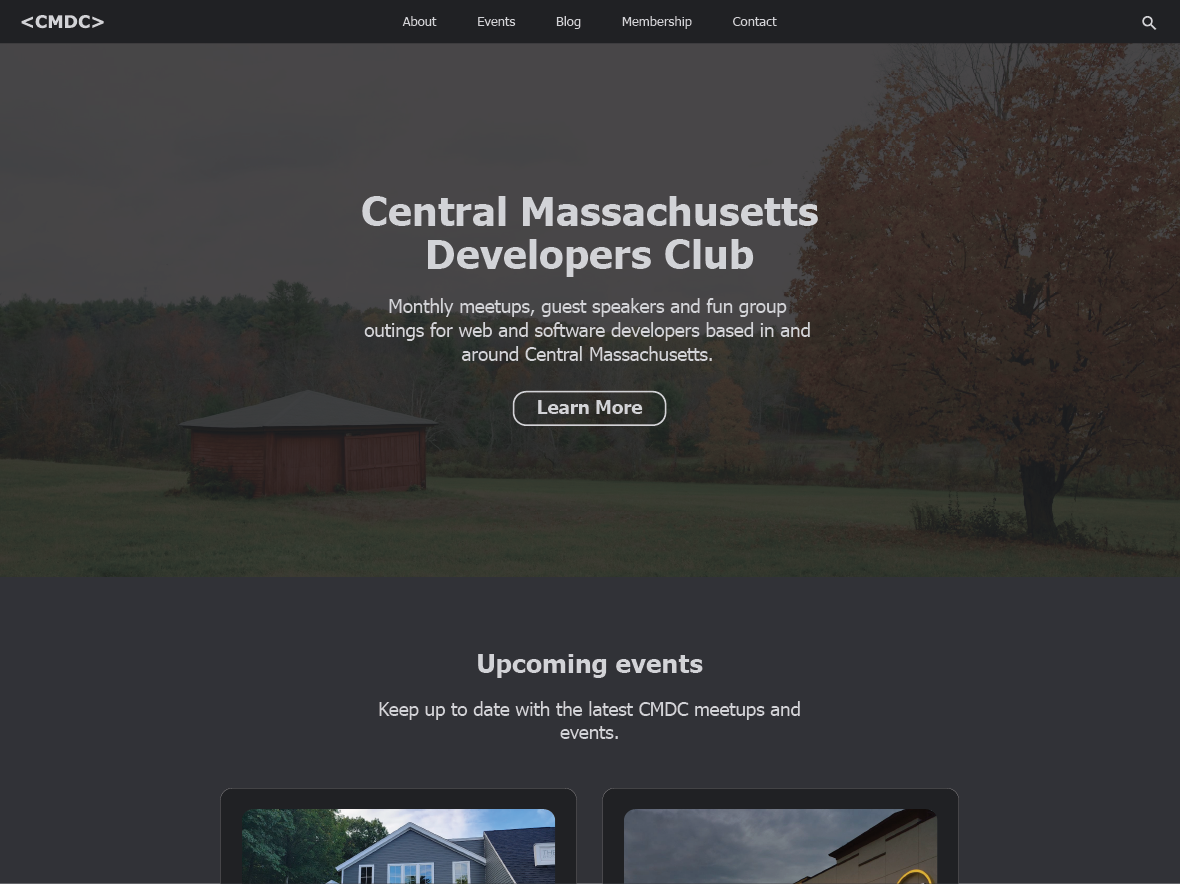 <CMDC>
About Events Blog Membership Contact
Central Massachusetts
Developers Club
Monthly meetups, guest speakers and fun group
outings for web and software developers based in and
around Central Massachusetts.
Learn More
Upcoming events
Keep up to date with the latest CMDC meetups and
events.